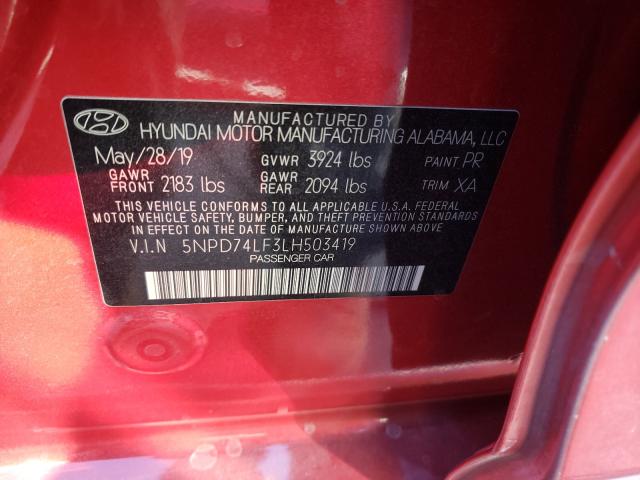 MANUFACTURED BY
HYUNDAI MOTOR MANUFACTURING ALABAMA, LLC
May/28/19 GVWR 3924 lbs PAINT PR
GAWR FRONT 2183 lbs GAWR REAR 2094 lbs TRIM XA
THIS VEHICLE CONFORMS TO ALL APPLICABLE U.S.A. FEDERAL
MOTOR VEHICLE SAFETY, BUMPER, AND THEFT PREVENTION STANDARDS
IN EFFECT ON THE DATE OF MANUFACTURE SHOWN ABOVE
V.I.N 5NPD74LF3LH503419
PASSENGER CAR